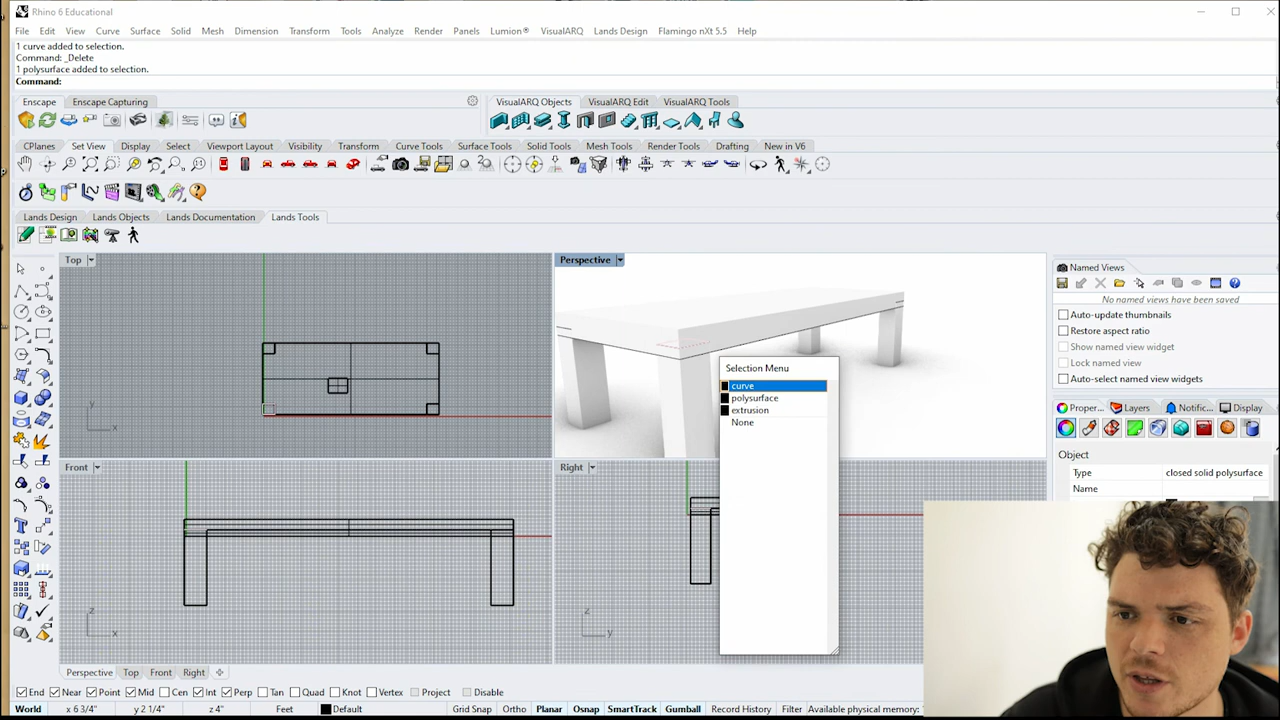 Rhino 6 Educational
File Edit View Curve Surface Solid Mesh Dimension Transform Tools Analyze Render Panels Lumion® VisualARQ Lands Design Flamingo nXt 5.5 Help
1 curve added to selection.
Command: _Delete
1 polysurface added to selection.
Command:
Enscape Enscape Capturing VisualARQ Objects VisualARQ Edit VisualARQ Tools
CPlanes Set View Display Select Viewport Layout Visibility Transform Curve Tools Surface Tools Solid Tools Mesh Tools Render Tools Drafting New in V6
Lands Design Lands Objects Lands Documentation Lands Tools
Top Perspective Named Views
No named views have been saved
Auto-update thumbnails
Restore aspect ratio
Show named view widget
Lock named view
Auto-select named view widgets
Selection Menu
curve
polysurface
extrusion
None
Proper... Layers Notific... Display
y
x
Object
Type closed solid polysurface
Name
Front Right
z
x
z
y
Perspective Top Front Right
End Near Point Mid Cen Int Perp Tan Quad Knot Vertex Project Disable
World x 6 3/4" y 2 1/4" z 4" Feet Default Grid Snap Ortho Planar Osnap SmartTrack Gumball Record History Filter Available physical memory: